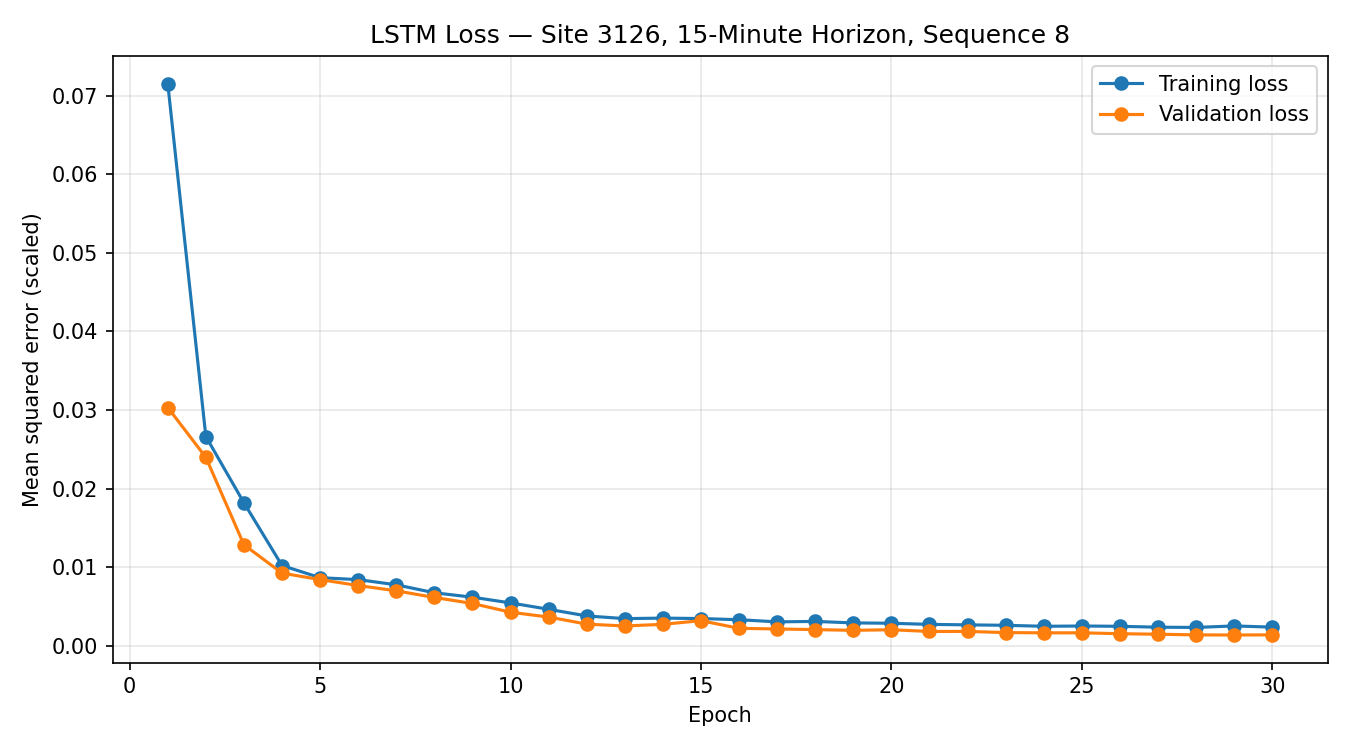 LSTM Loss — Site 3126, 15-Minute Horizon, Sequence 8
Training loss
Validation loss
Mean squared error (scaled)
0.07
0.06
0.05
0.04
0.03
0.02
0.01
0.00
0 5 10 15 20 25 30
Epoch